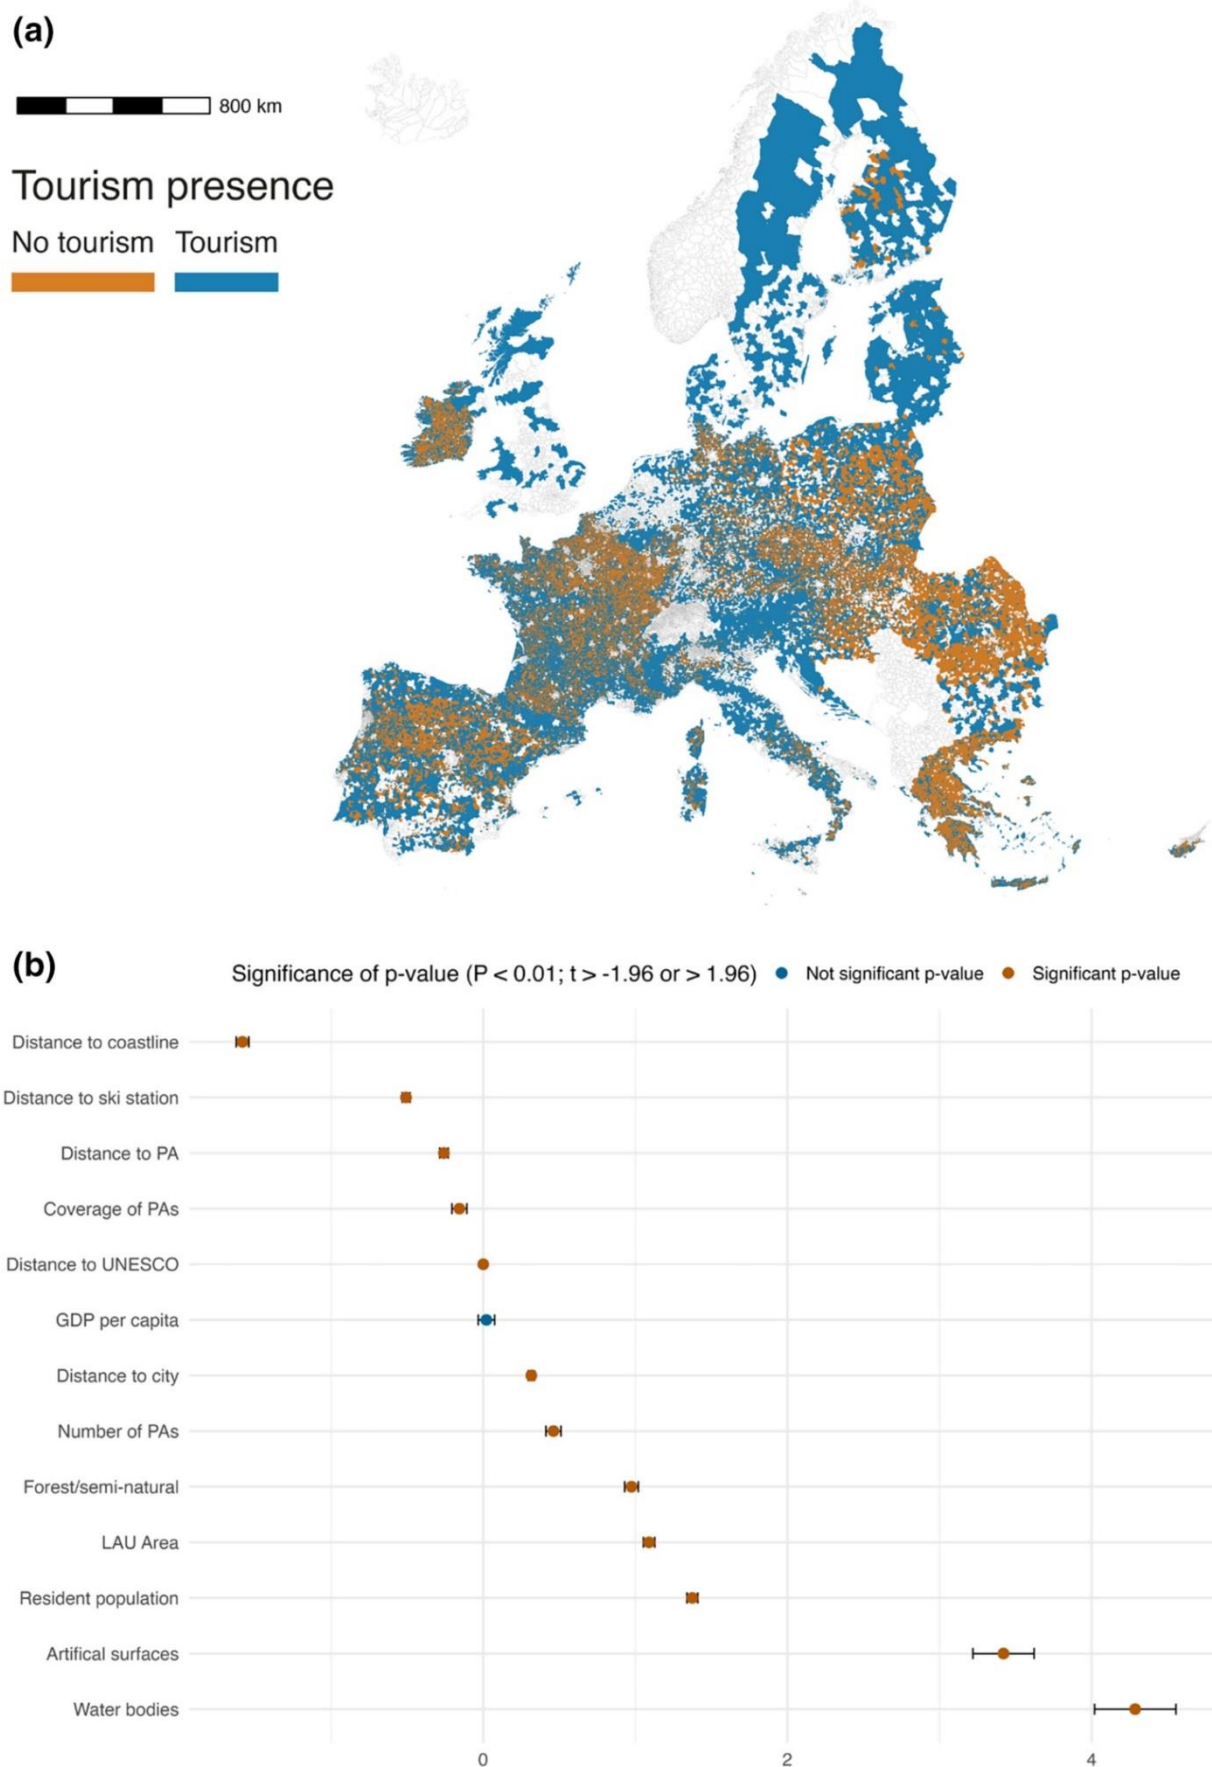 (a)
800 km
Tourism presence
No tourism Tourism
(b)
Significance of p-value (P < 0.01; t > -1.96 or > 1.96) Not significant p-value Significant p-value
Distance to coastline
Distance to ski station
Distance to PA
Coverage of PAs
Distance to UNESCO
GDP per capita
Distance to city
Number of PAs
Forest/semi-natural
LAU Area
Resident population
Artifical surfaces
Water bodies
0 2 4